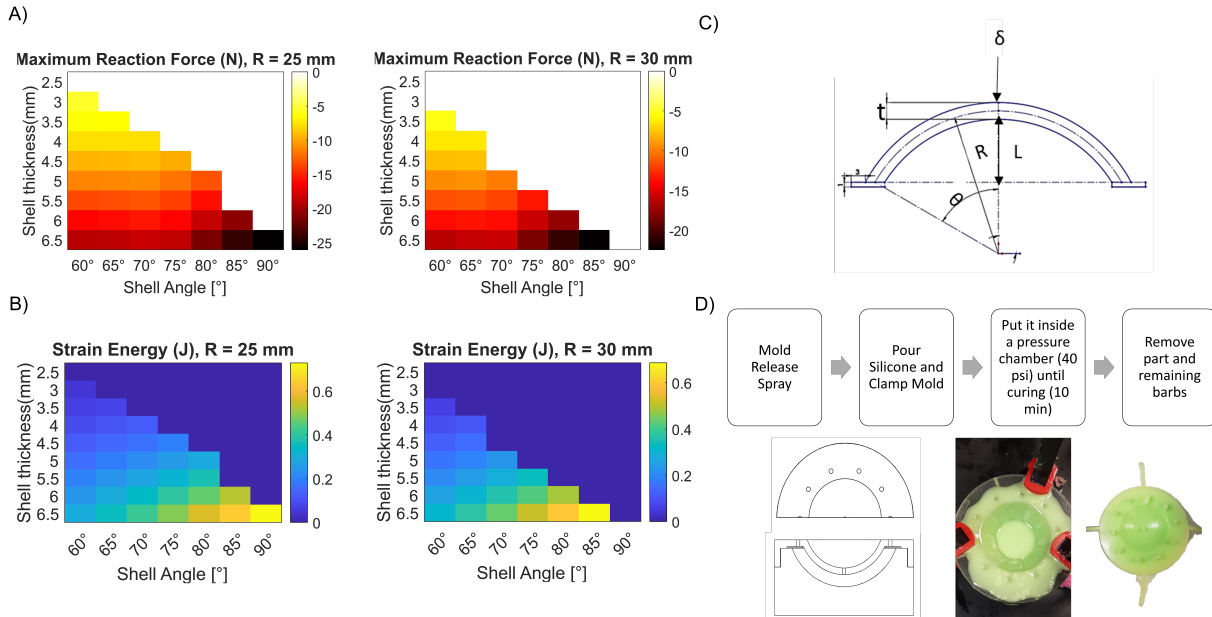 A)
Maximum Reaction Force (N), R = 25 mm
Shell thickness(mm)
2.5
3
3.5
4
4.5
5
5.5
6
6.5
60° 65° 70° 75° 80° 85° 90°
Shell Angle [°]
0
-5
-10
-15
-20
-25
Maximum Reaction Force (N), R = 30 mm
Shell thickness(mm)
2.5
3
3.5
4
4.5
5
5.5
6
6.5
60° 65° 70° 75° 80° 85° 90°
Shell Angle [°]
0
-5
-10
-15
-20
B)
Strain Energy (J), R = 25 mm
Shell thickness(mm)
2.5
3
3.5
4
4.5
5
5.5
6
6.5
60° 65° 70° 75° 80° 85° 90°
Shell Angle [°]
0.6
0.4
0.2
0
Strain Energy (J), R = 30 mm
Shell thickness(mm)
2.5
3
3.5
4
4.5
5
5.5
6
6.5
60° 65° 70° 75° 80° 85° 90°
Shell Angle [°]
0.6
0.4
0.2
0
C)
δ
t
R
L
3
θ
D)
Mold
Release
Spray
Pour
Silicone and
Clamp Mold
Put it inside
a pressure
chamber (40
psi) until
curing (10
min)
Remove
part and
remaining
barbs